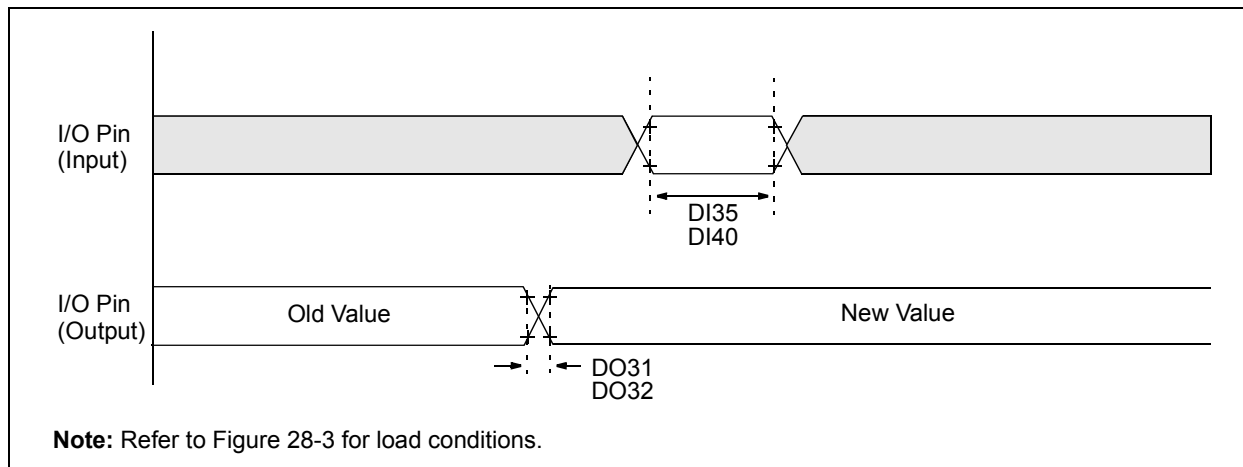 I/O Pin
(Input)
DI35
DI40
I/O Pin
(Output)
Old Value
New Value
DO31
DO32
Note: Refer to Figure 28-3 for load conditions.